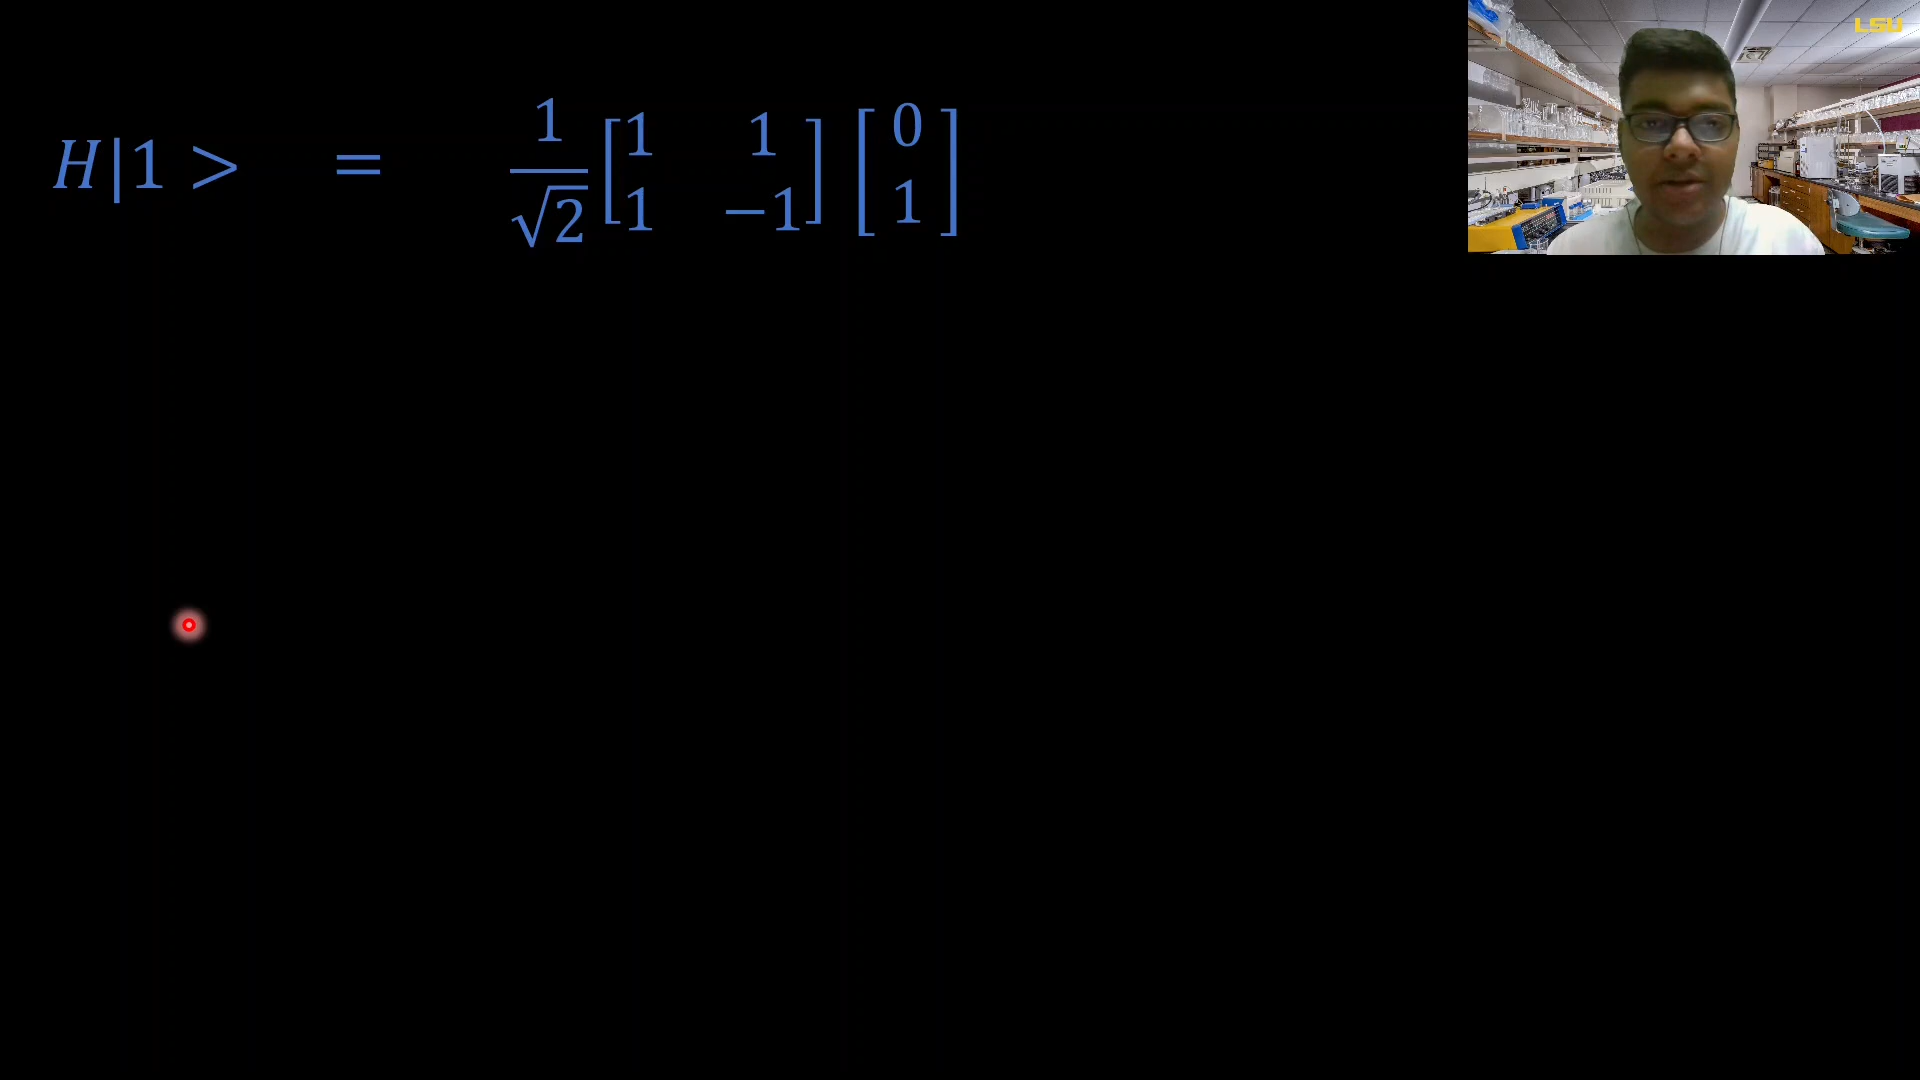 H|1 > = 1/√2 [1 1; 1 −1] [0; 1]
LSU